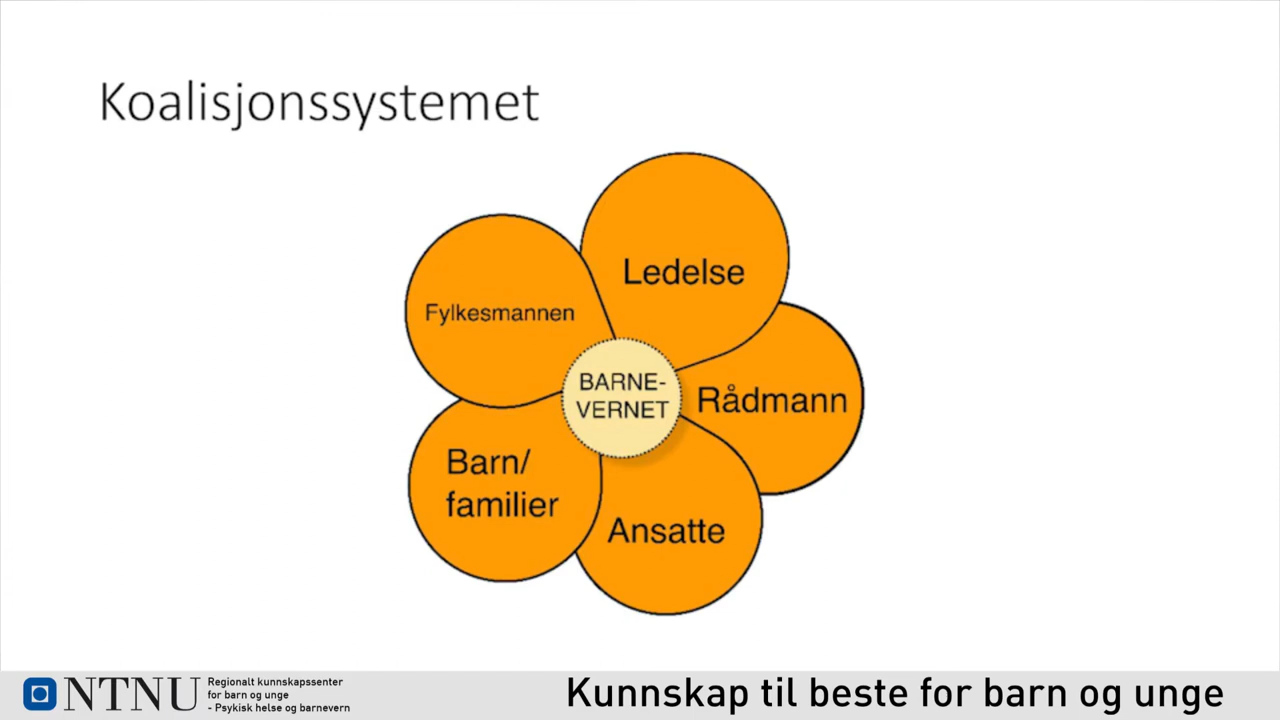 Koalisjonssystemet
Ledelse
Fylkesmannen
BARNE-
VERNET
Rådmann
Barn/
familier
Ansatte
NTNU
Regionalt kunnskapssenter
for barn og unge
- Psykisk helse og barnevern
Kunnskap til beste for barn og unge